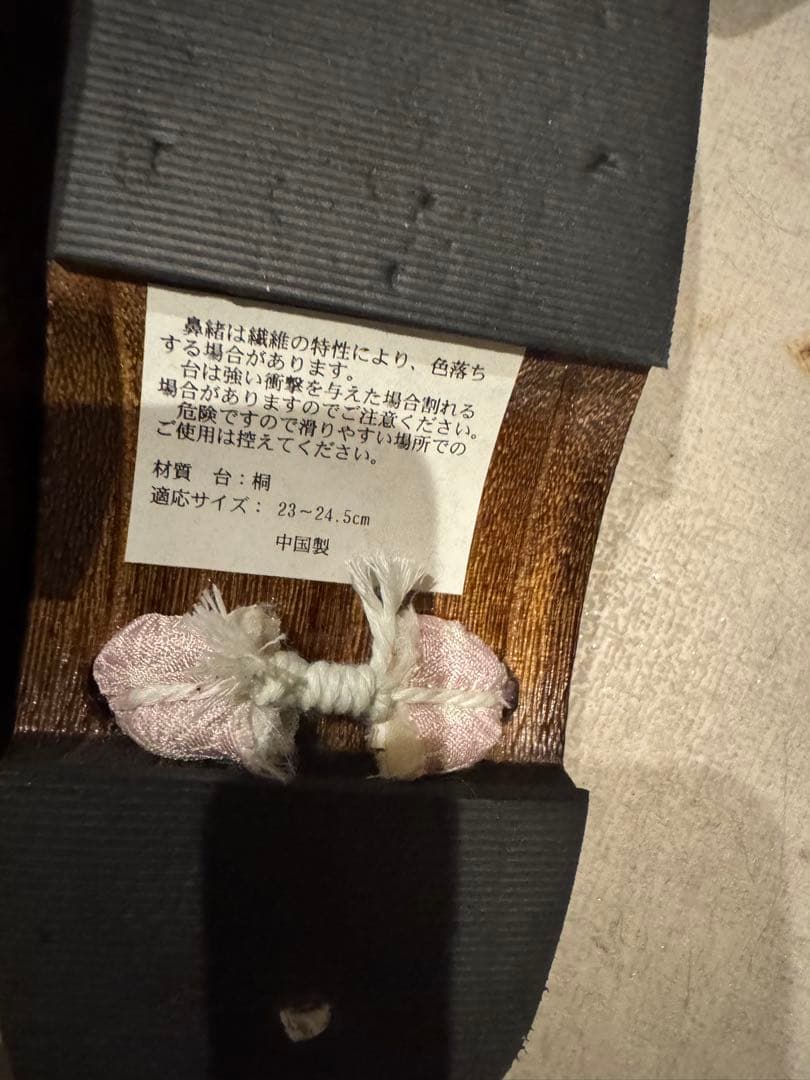 鼻緒は繊維の特性により、色落ち
する場合があります。
台は強い衝撃を与えた場合割れる
場合がありますのでご注意ください。
危険ですので滑りやすい場所での
ご使用は控えてください。
材質　台：桐
適応サイズ： 23～24.5cm
中国製